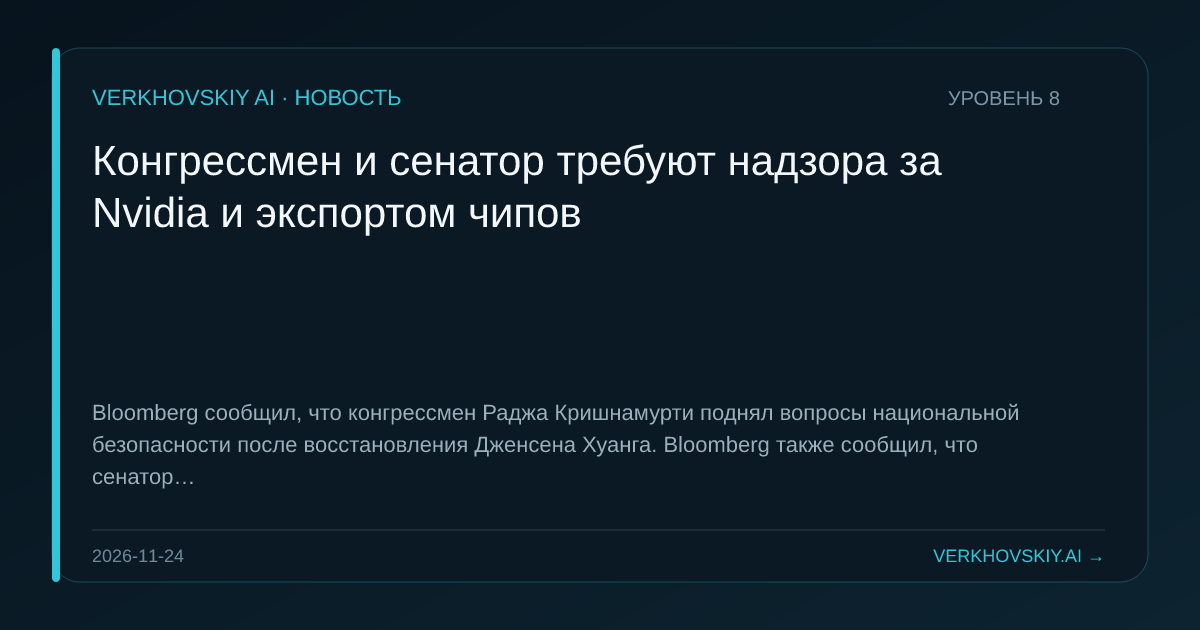 VERKHOVSKIY AI · НОВОСТЬ
УРОВЕНЬ 8
Конгрессмен и сенатор требуют надзора за
Nvidia и экспортом чипов
Bloomberg сообщил, что конгрессмен Раджа Кришнамурти поднял вопросы национальной
безопасности после восстановления Дженсена Хуанга. Bloomberg также сообщил, что
сенатор…
2026-11-24
VERKHOVSKIY.AI →